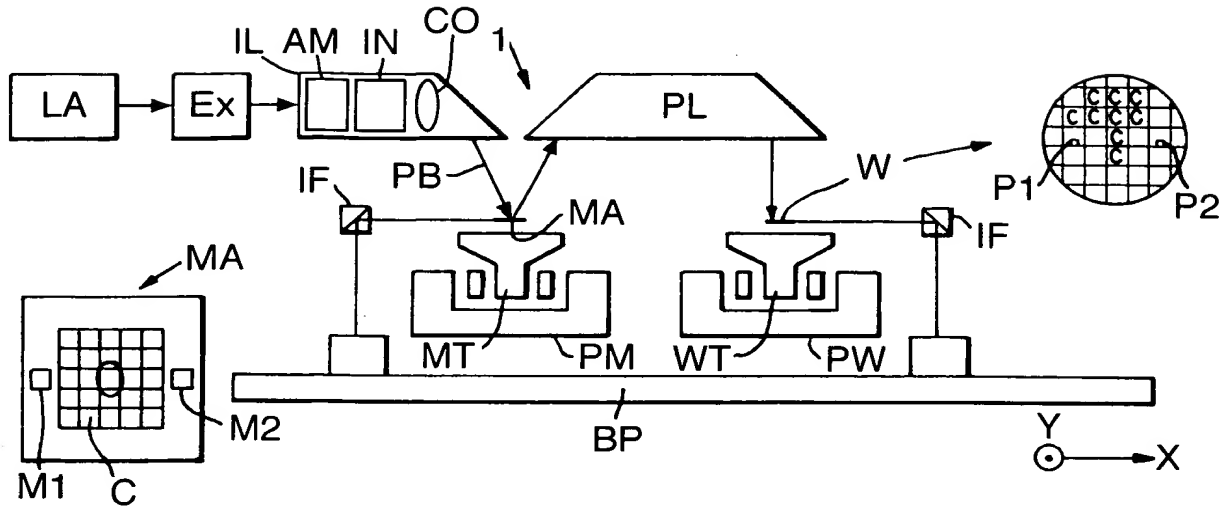 IL AM IN CO 1
LA Ex PL
C C C
C C C C
C
C
P1 P2
PB W
IF MA IF
MA
MT PM WT PW
M1 C M2
BP
Y
X